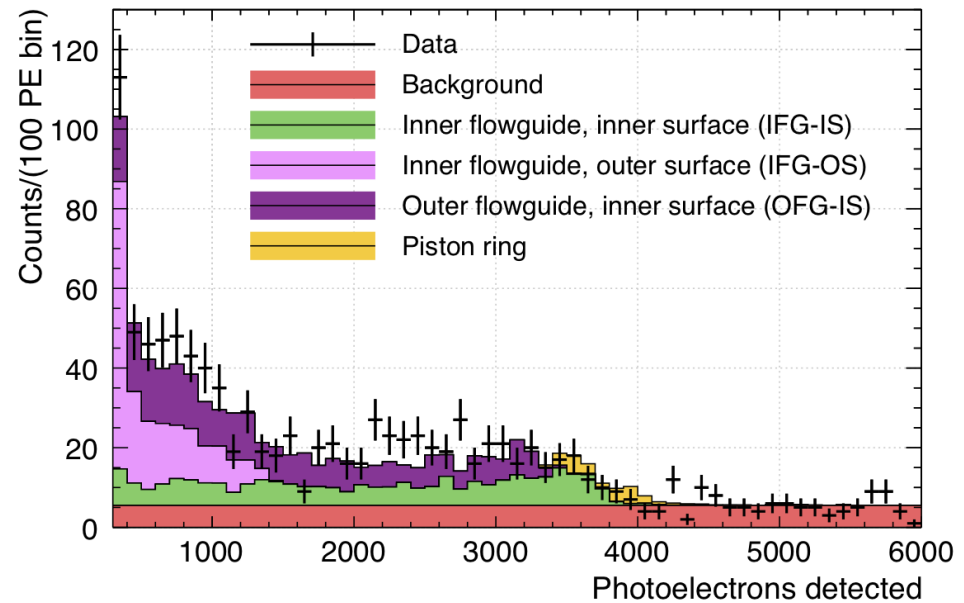 Counts/(100 PE bin)
120
100
80
60
40
20
0
Data
Background
Inner flowguide, inner surface (IFG-IS)
Inner flowguide, outer surface (IFG-OS)
Outer flowguide, inner surface (OFG-IS)
Piston ring
1000 2000 3000 4000 5000 6000
Photoelectrons detected